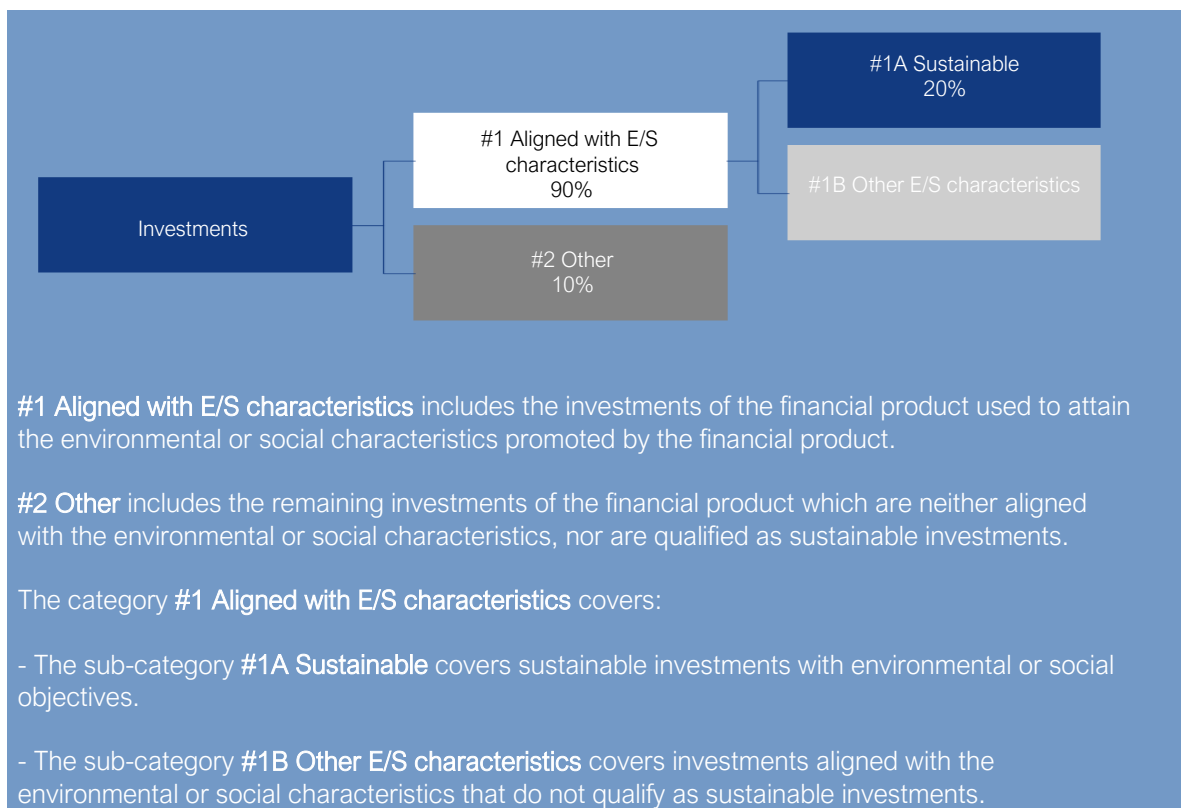 #1A Sustainable
20%
#1 Aligned with E/S
characteristics
90%
#1B Other E/S characteristics
Investments
#2 Other
10%
#1 Aligned with E/S characteristics includes the investments of the financial product used to attain
the environmental or social characteristics promoted by the financial product.
#2 Other includes the remaining investments of the financial product which are neither aligned
with the environmental or social characteristics, nor are qualified as sustainable investments.
The category #1 Aligned with E/S characteristics covers:
- The sub-category #1A Sustainable covers sustainable investments with environmental or social
objectives.
- The sub-category #1B Other E/S characteristics covers investments aligned with the
environmental or social characteristics that do not qualify as sustainable investments.